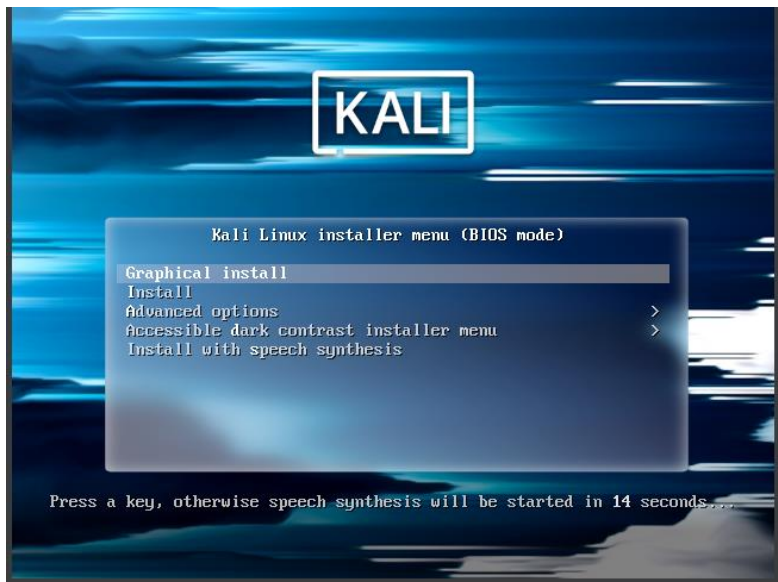 KALI
Kali Linux installer menu (BIOS mode)
Graphical install
Install
Advanced options >
Accessible dark contrast installer menu >
Install with speech synthesis
Press a key, otherwise speech synthesis will be started in 14 seconds...